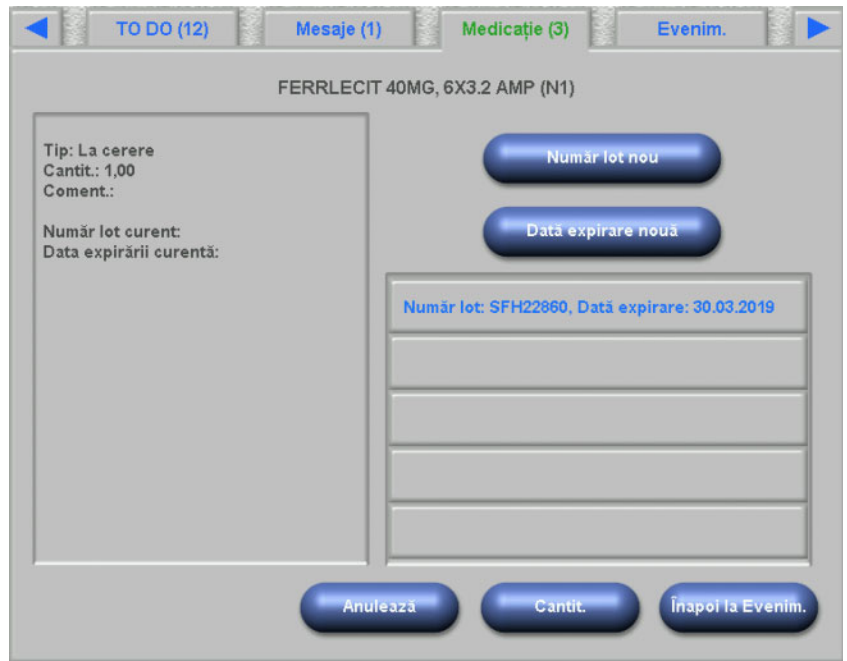 TO DO (12)
Mesaje (1)
Medicație (3)
Evenim.
FERRLECIT 40MG, 6X3.2 AMP (N1)
Tip: La cerere
Cantit.: 1,00
Coment.:
Număr lot curent:
Data expirării curentă:
Număr lot nou
Dată expirare nouă
Număr lot: SFH22860, Dată expirare: 30.03.2019
Anulează
Cantit.
Înapoi la Evenim.